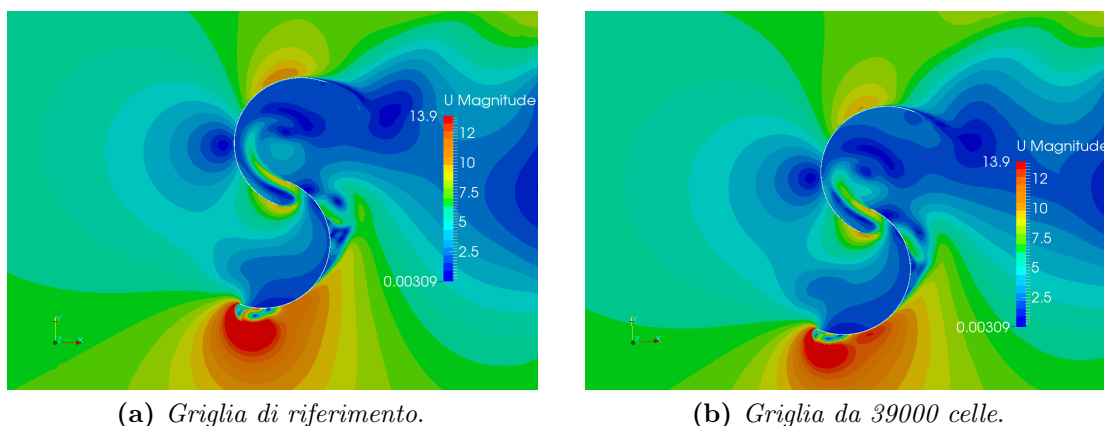 U Magnitude
13.9
12
10
7.5
5
2.5
0.00309
Y
Z X
U Magnitude
13.9
12
10
7.5
5
2.5
0.00309
Y
Z X
(a) Griglia di riferimento.
(b) Griglia da 39000 celle.